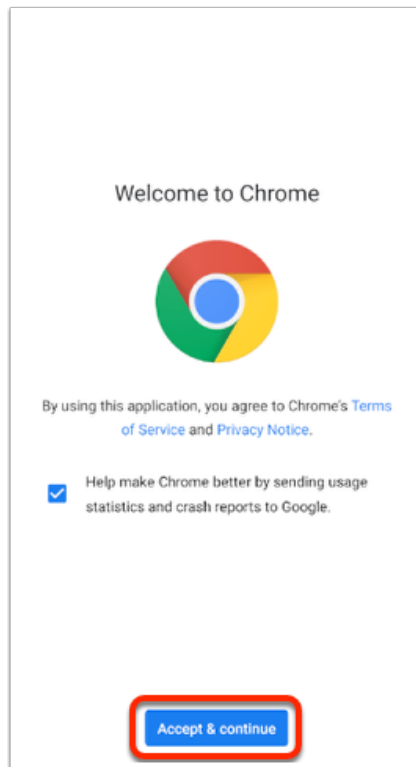 Welcome to Chrome
By using this application, you agree to Chrome's Terms
of Service and Privacy Notice.
Help make Chrome better by sending usage
statistics and crash reports to Google.
Accept & continue